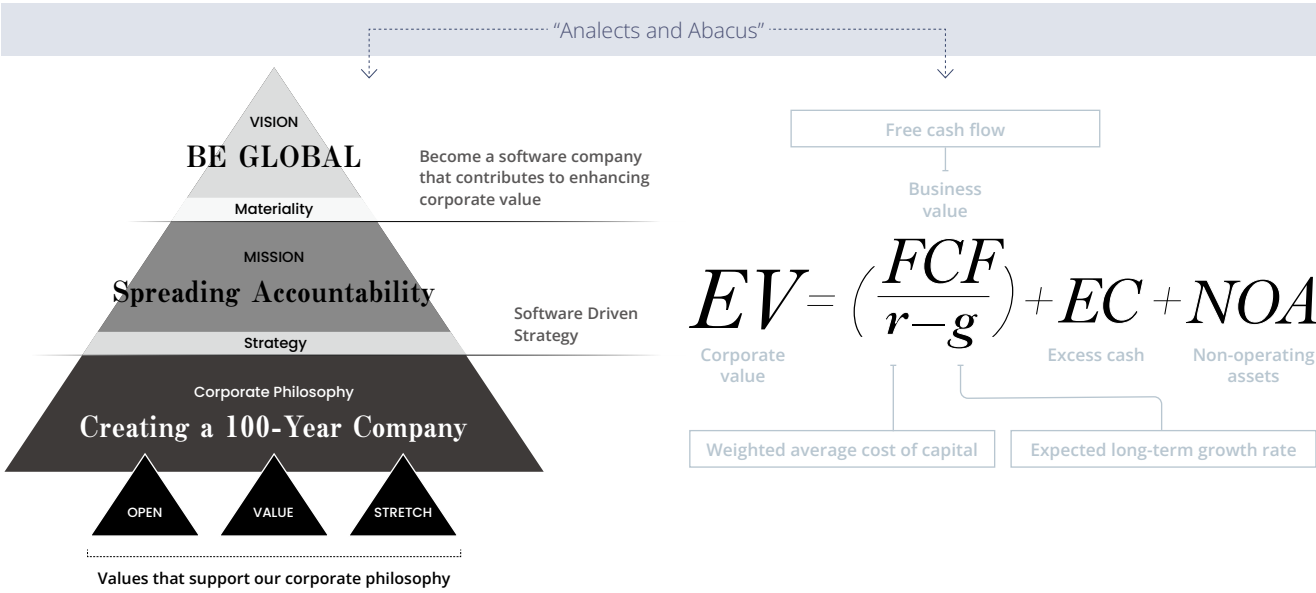 “Analects and Abacus”
VISION
BE GLOBAL
Materiality
Become a software company
that contributes to enhancing
corporate value
MISSION
Spreading Accountability
Strategy
Software Driven
Strategy
Corporate Philosophy
Creating a 100-Year Company
OPEN
VALUE
STRETCH
Values that support our corporate philosophy
Free cash flow
Business
value
EV = (FCF / r−g) + EC + NOA
Corporate
value
Excess cash
Non-operating
assets
Weighted average cost of capital
Expected long-term growth rate